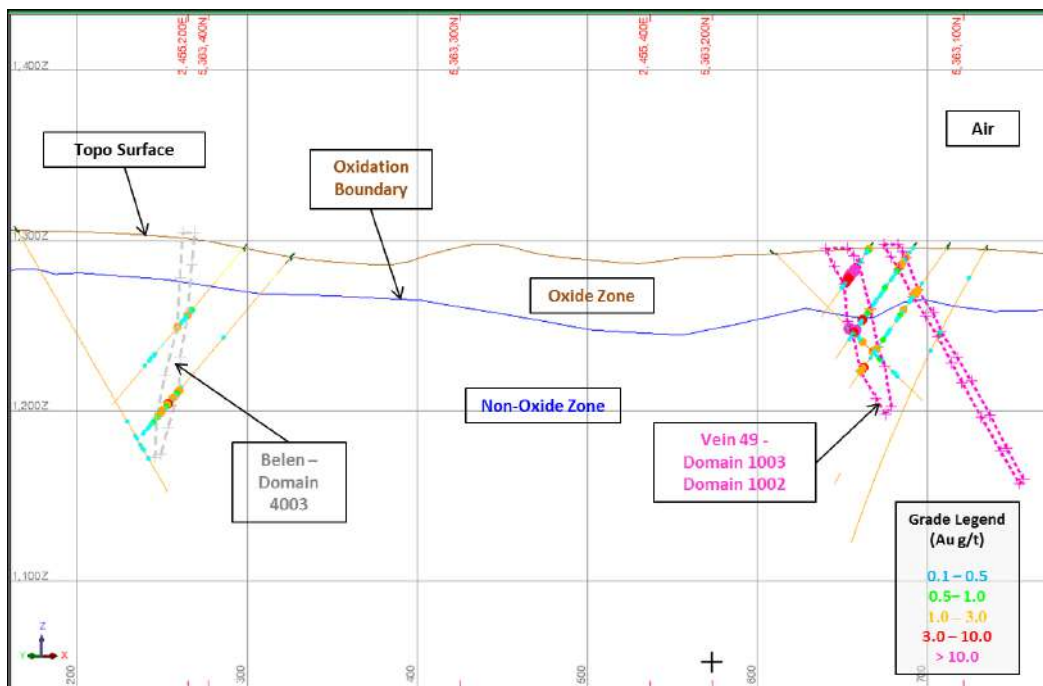 2,455,200E
5,363,400N
5,363,300N
2,455,400E
5,363,200N
5,363,100N
1,400Z
Air
Topo Surface
Oxidation
Boundary
1,300Z
Oxide Zone
1,200Z
Non-Oxide Zone
Belen –
Domain
4003
Vein 49 -
Domain 1003
Domain 1002
Grade Legend
(Au g/t)
0.1 – 0.5
0.5– 1.0
1.0 – 3.0
3.0 – 10.0
> 10.0
1,100Z
Z
Y
X
200
300
400
500
600
700